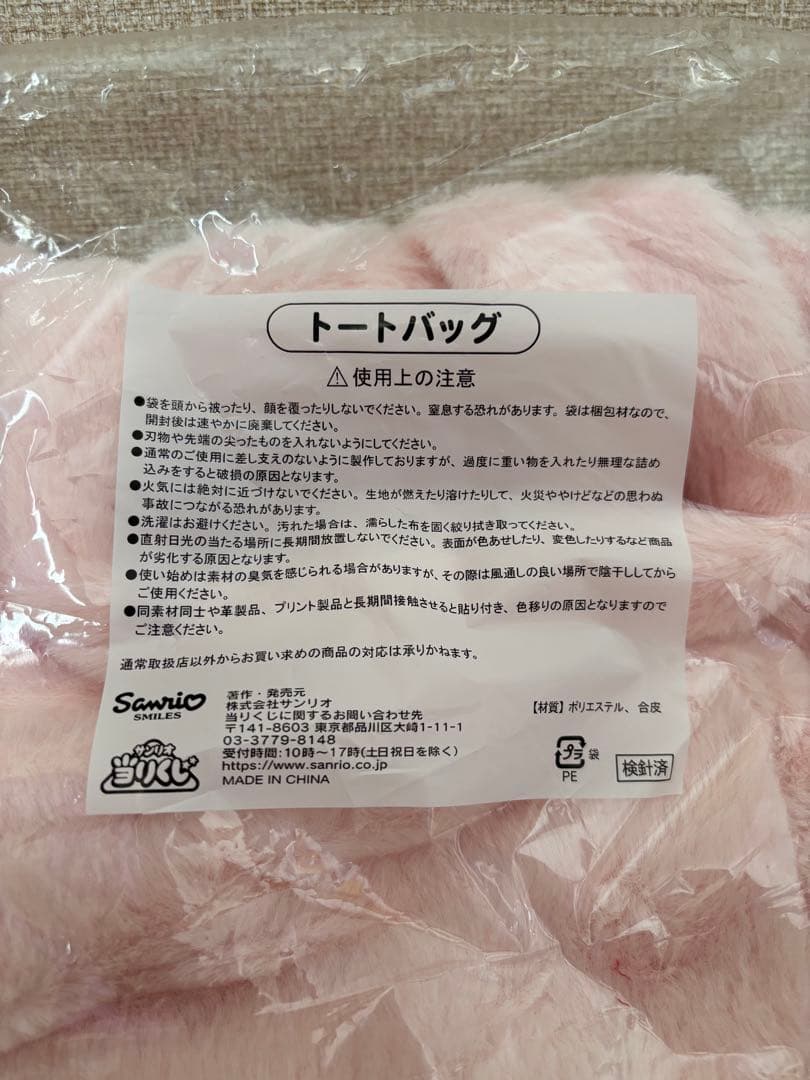 トートバッグ
⚠使用上の注意
●袋を頭から被ったり、顔を覆ったりしないでください。窒息する恐れがあります。袋は梱包材なので、
開封後は速やかに廃棄してください。
●刃物や先端の尖ったものを入れないようにしてください。
●通常のご使用に差し支えのないように製作しておりますが、過度に重い物を入れたり無理な詰め
込みをすると破損の原因となります。
●火気には絶対に近づけないでください。生地が燃えたり溶けたりして、火災ややけどなどの思わぬ
事故につながる恐れがあります。
●洗濯はお避けください。汚れた場合は、濡らした布を固く絞り拭き取ってください。
●直射日光の当たる場所に長期間放置しないでください。表面が色あせしたり、変色したりするなど商品
が劣化する原因となります。
●使い始めは素材の臭気を感じられる場合がありますが、その際は風通しの良い場所で陰干ししてから
ご使用ください。
●同素材同士や革製品、プリント製品と長期間接触させると貼り付き、色移りの原因となりますので
ご注意ください。
通常取扱店以外からお買い求めの商品の対応は承りかねます。
Sanrio
SMILES
サンリオ
当りくじ
著作・発売元
株式会社サンリオ
当りくじに関するお問い合わせ先
〒141-8603 東京都品川区大崎1-11-1
03-3779-8148
受付時間:10時～17時(土日祝日を除く)
https://www.sanrio.co.jp
MADE IN CHINA
【材質】ポリエステル、合皮
プラ 袋
PE
検針済